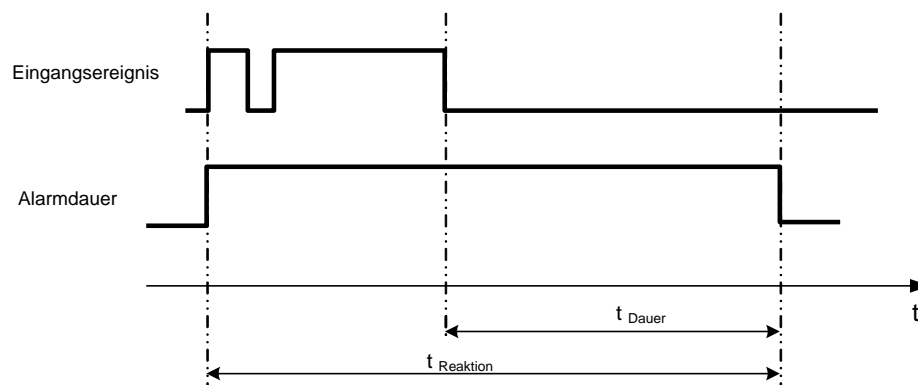 Eingangsereignis
Alarmdauer
t
t Dauer
t Reaktion